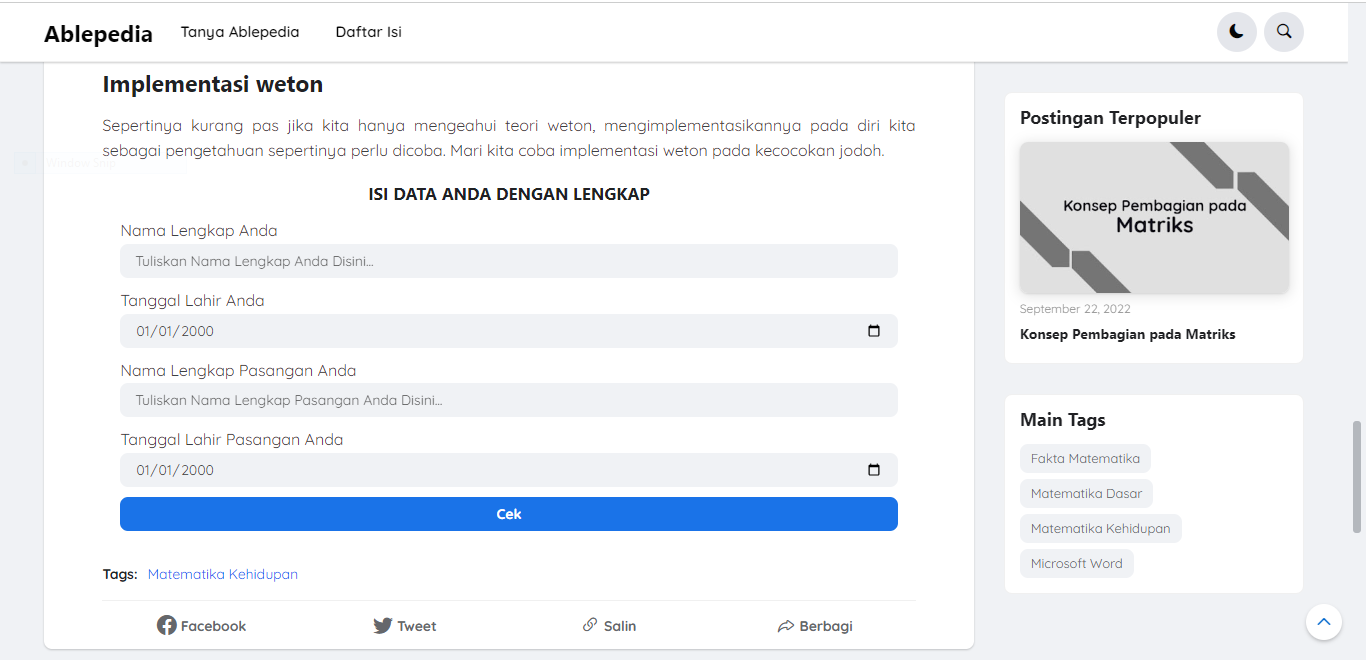 Ablepedia
Tanya Ablepedia
Daftar Isi
Implementasi weton
Sepertinya kurang pas jika kita hanya mengeahui teori weton, mengimplementasikannya pada diri kita
sebagai pengetahuan sepertinya perlu dicoba. Mari kita coba implementasi weton pada kecocokan jodoh.
ISI DATA ANDA DENGAN LENGKAP
Nama Lengkap Anda
Tuliskan Nama Lengkap Anda Disini...
Tanggal Lahir Anda
01/01/2000
Nama Lengkap Pasangan Anda
Tuliskan Nama Lengkap Pasangan Anda Disini...
Tanggal Lahir Pasangan Anda
01/01/2000
Cek
Tags: Matematika Kehidupan
Facebook
Tweet
Salin
Berbagi
Postingan Terpopuler
Konsep Pembagian pada
Matriks
September 22, 2022
Konsep Pembagian pada Matriks
Main Tags
Fakta Matematika
Matematika Dasar
Matematika Kehidupan
Microsoft Word